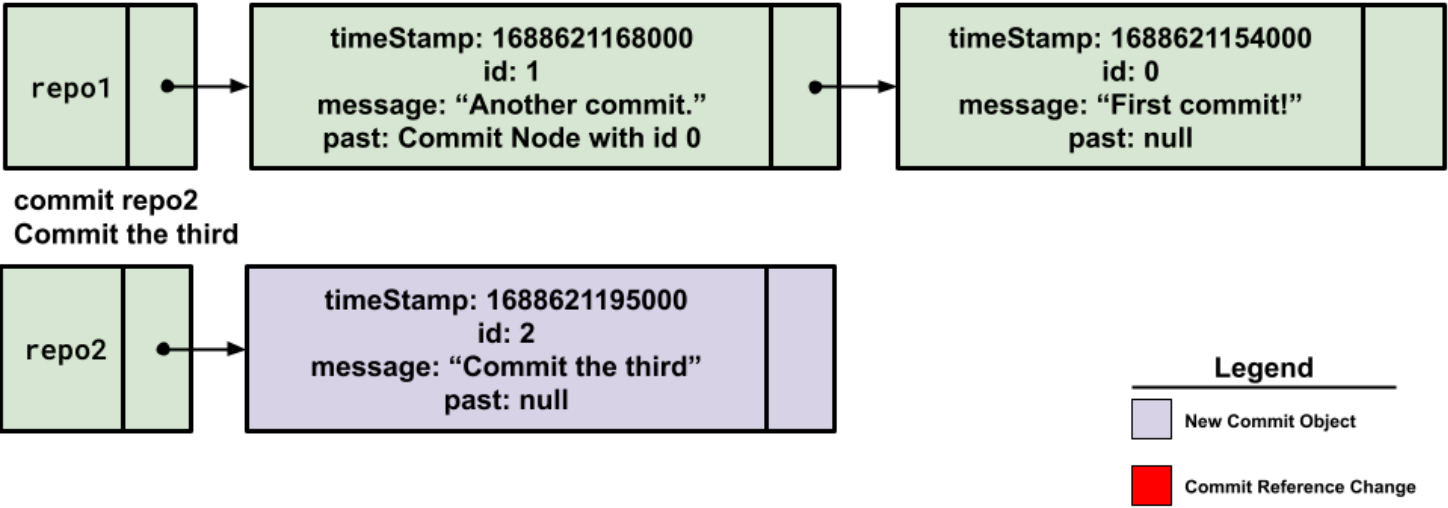 repo1
timeStamp: 1688621168000
id: 1
message: “Another commit.”
past: Commit Node with id 0
timeStamp: 1688621154000
id: 0
message: “First commit!”
past: null
commit repo2
Commit the third
repo2
timeStamp: 1688621195000
id: 2
message: “Commit the third”
past: null
Legend
New Commit Object
Commit Reference Change